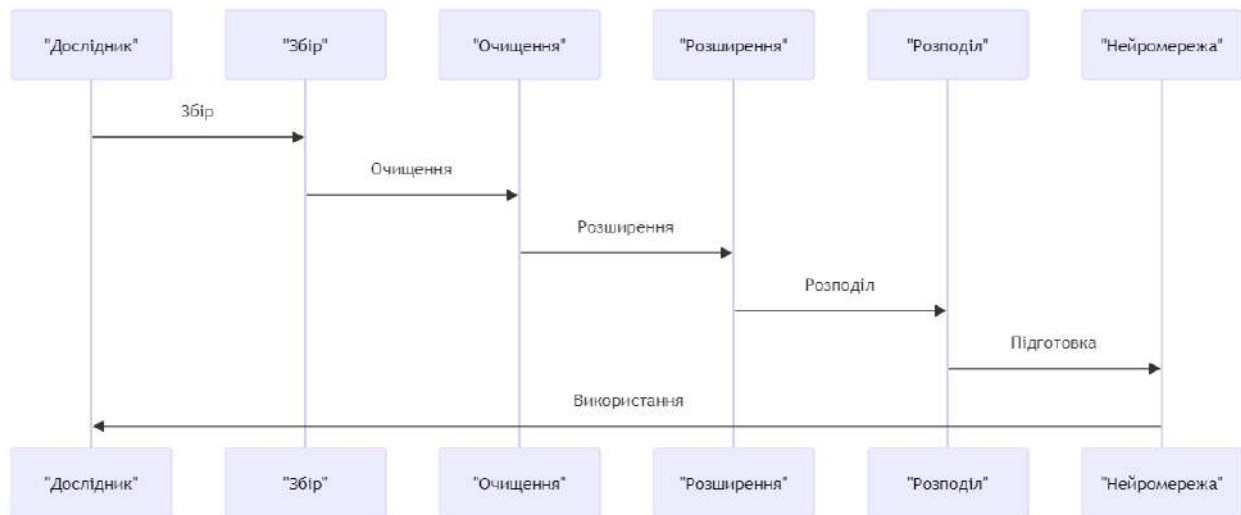 "Дослідник" "Збір" "Очищення" "Розширення" "Розподіл" "Нейромережа"
Збір
Очищення
Розширення
Розподіл
Підготовка
Використання
"Дослідник" "Збір" "Очищення" "Розширення" "Розподіл" "Нейромережа"